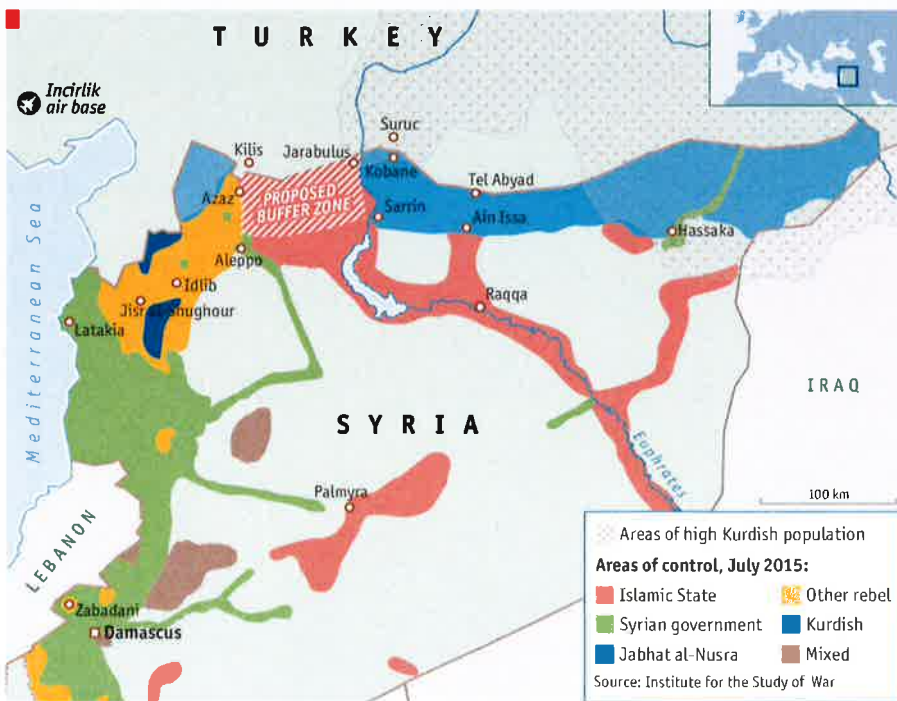 TURKEY
Incirlik
air base
Suruc
Kilis
Jarabulus
Kobane
Tel Abyad
Azaz
PROPOSED
BUFFER ZONE
Sarrin
Ain Issa
Hassaka
Aleppo
Idlib
Raqqa
Jisr al-Shughour
Latakia
Mediterranean Sea
IRAQ
SYRIA
Euphrates
Palmyra
100 km
LEBANON
Zabadani
Damascus
Areas of high Kurdish population
Areas of control, July 2015:
Islamic State
Other rebel
Syrian government
Kurdish
Jabhat al-Nusra
Mixed
Source: Institute for the Study of War